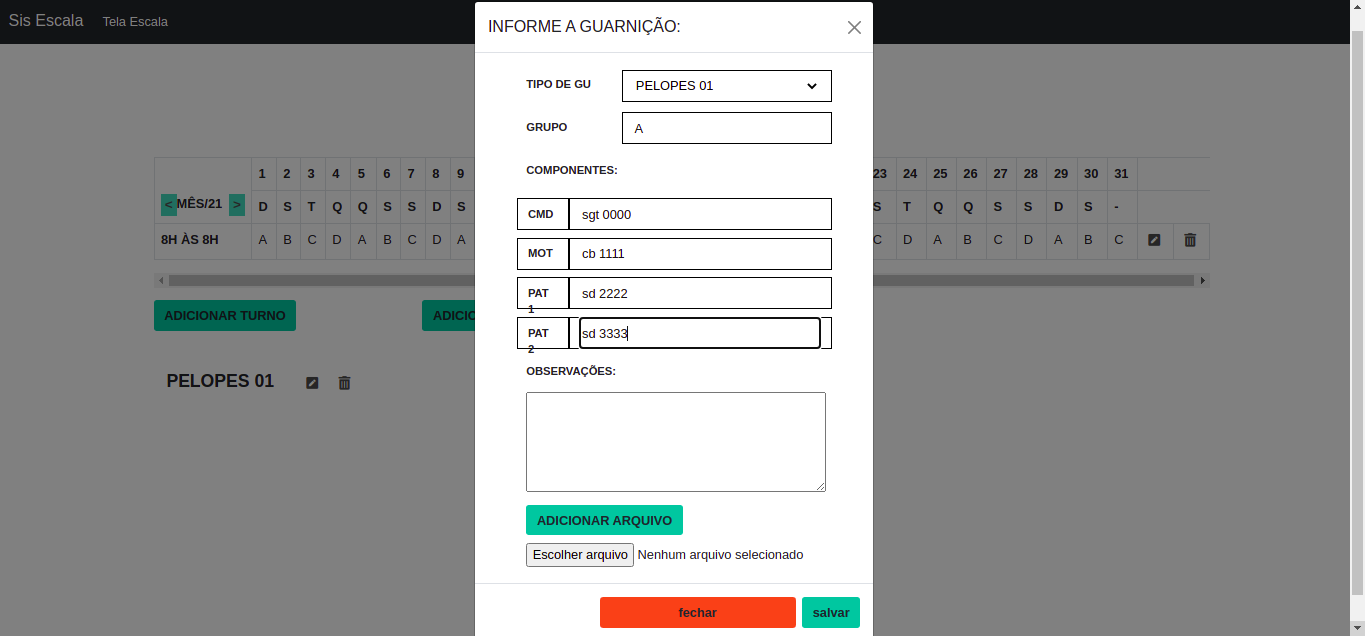 Sis Escala Tela Escala
INFORME A GUARNIÇÃO:
TIPO DE GU PELOPES 01
GRUPO A
COMPONENTES:
CMD sgt 0000
MOT cb 1111
PAT 1 sd 2222
PAT 2 sd 3333
OBSERVAÇÕES:
ADICIONAR ARQUIVO
Escolher arquivo Nenhum arquivo selecionado
fechar salvar
1 2 3 4 5 6 7 8 9 23 24 25 26 27 28 29 30 31
< MÊS/21 > D S T Q Q S S D S S T Q Q S S D S -
8H ÀS 8H A B C D A B C D A C D A B C D A B C
ADICIONAR TURNO ADIC
PELOPES 01